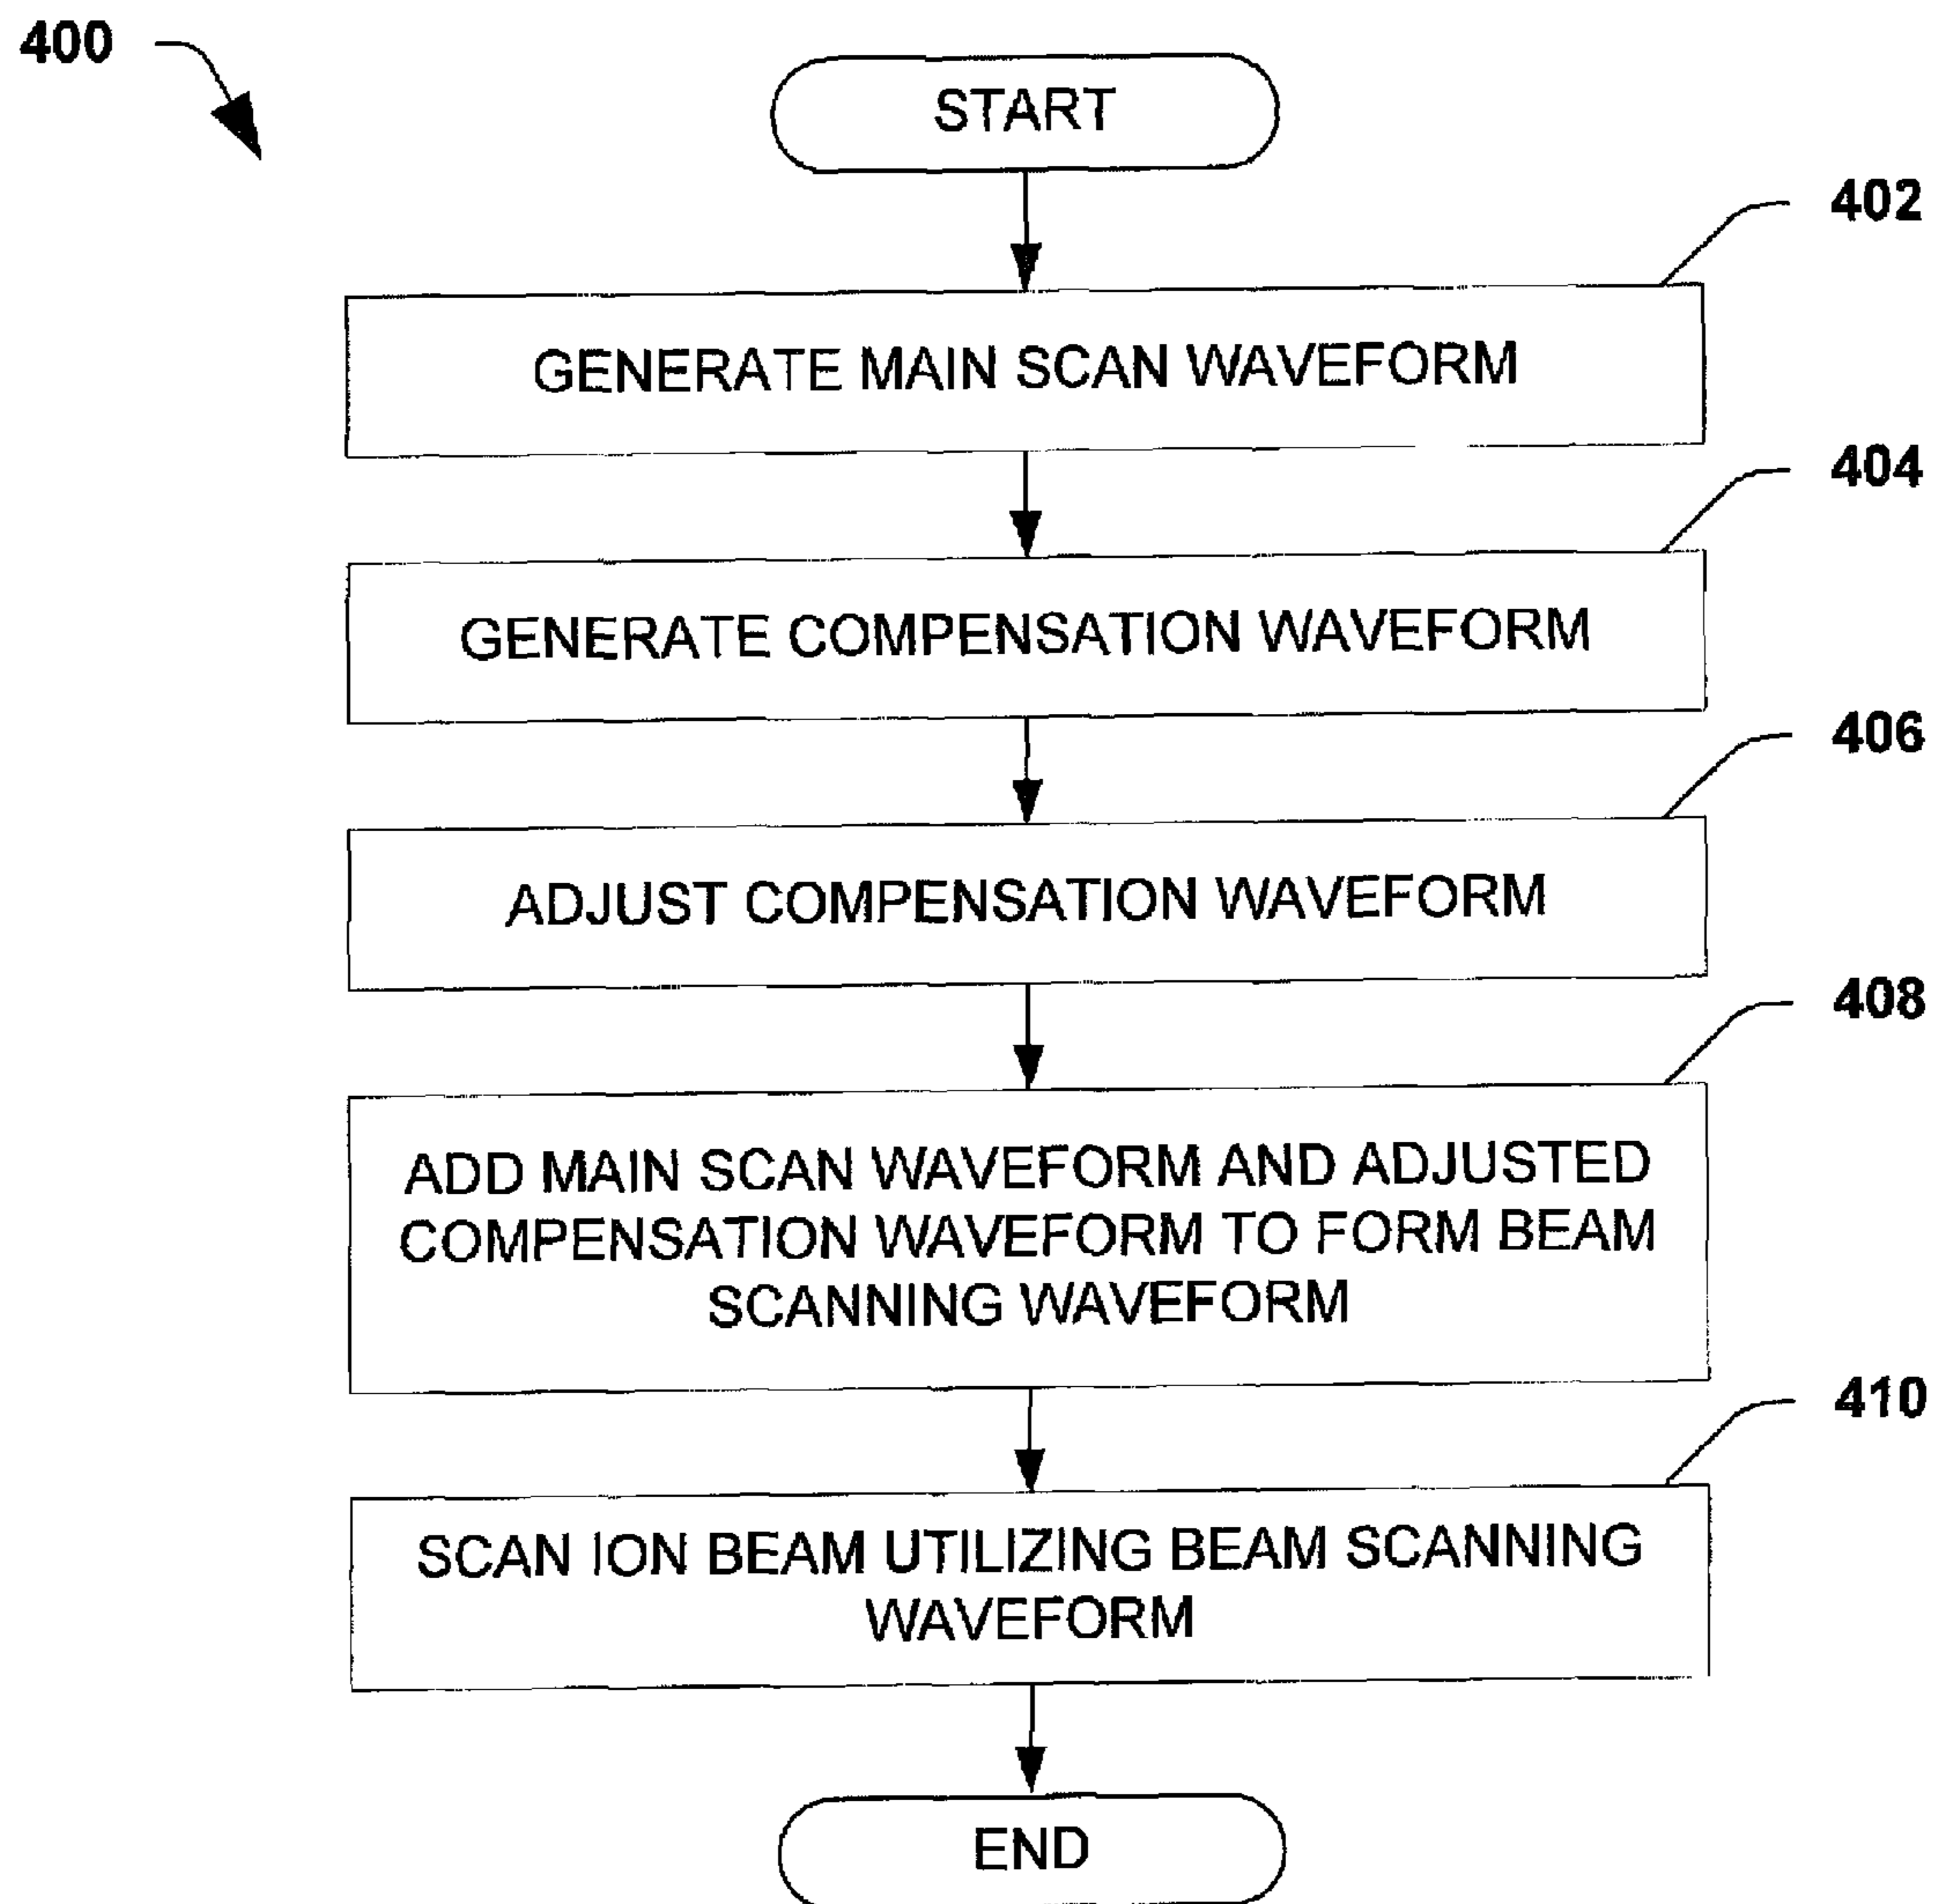 400
START
402
GENERATE MAIN SCAN WAVEFORM
404
GENERATE COMPENSATION WAVEFORM
406
ADJUST COMPENSATION WAVEFORM
408
ADD MAIN SCAN WAVEFORM AND ADJUSTED
COMPENSATION WAVEFORM TO FORM BEAM
SCANNING WAVEFORM
410
SCAN ION BEAM UTILIZING BEAM SCANNING
WAVEFORM
END